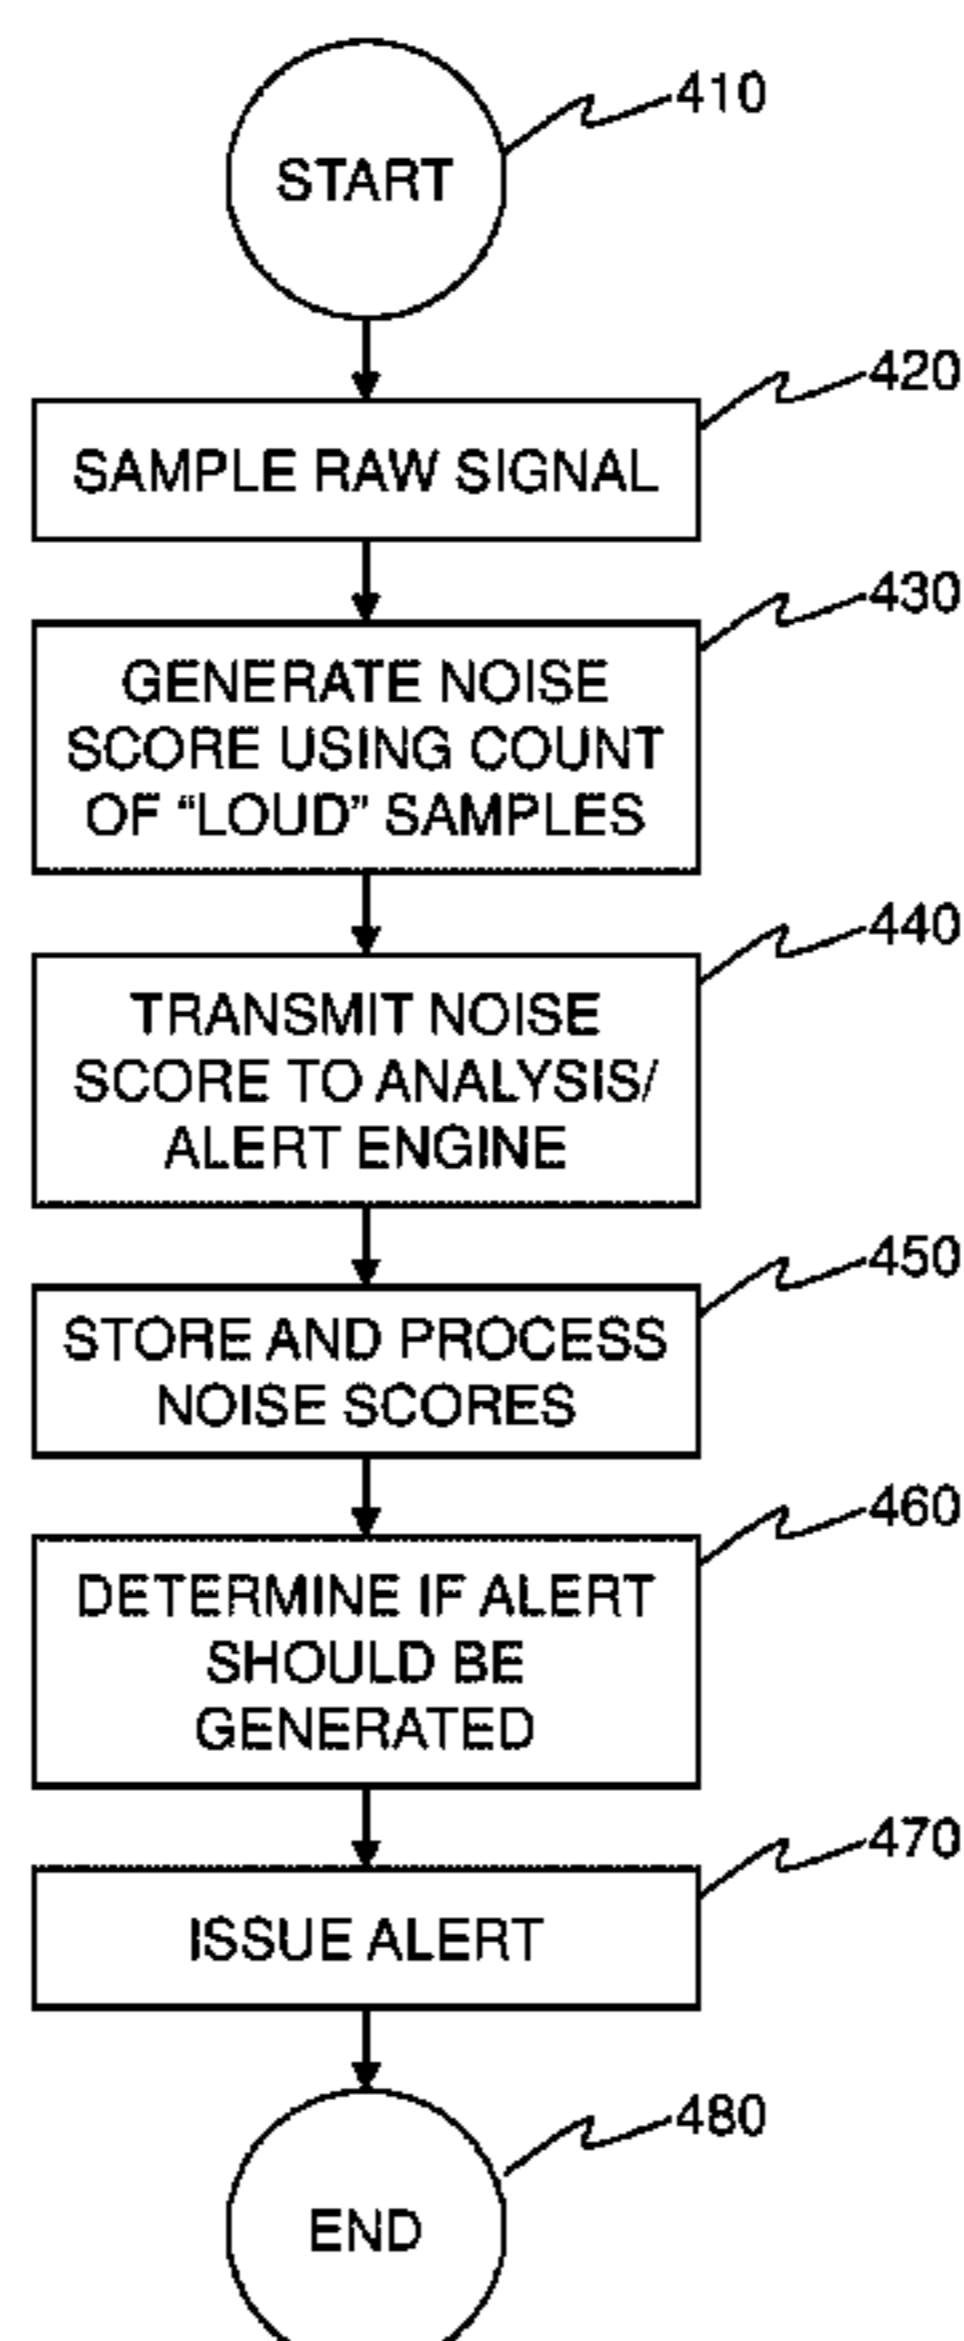 410
START
420
SAMPLE RAW SIGNAL
430
GENERATE NOISE
SCORE USING COUNT
OF “LOUD” SAMPLES
440
TRANSMIT NOISE
SCORE TO ANALYSIS/
ALERT ENGINE
450
STORE AND PROCESS
NOISE SCORES
460
DETERMINE IF ALERT
SHOULD BE
GENERATED
470
ISSUE ALERT
480
END